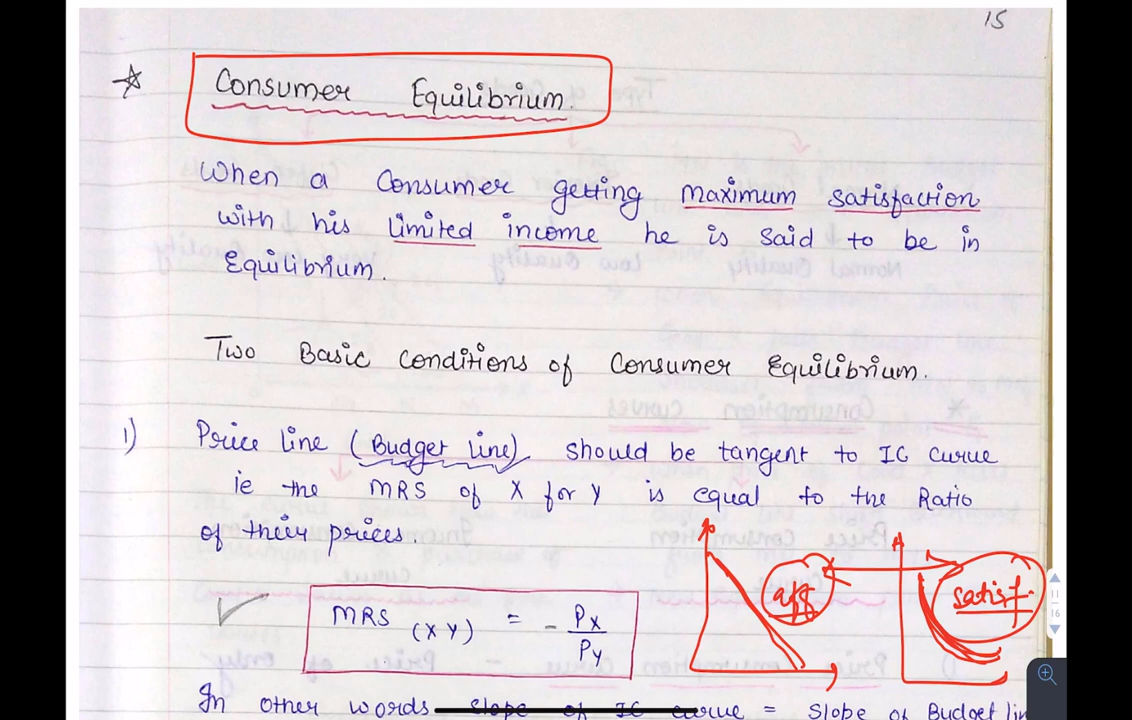 15
Consumer Equilibrium.
When a Consumer getting maximum satisfaction
with his limited income he is said to be in
Equilibrium.
Two Basic Conditions of Consumer Equilibrium.
1) Price line (Budget line) should be tangent to IC curve
ie the MRS of X for Y is equal to the Ratio
of their prices.
aff
satisf.
MRS (XY) = - Px / Py
In other words slope of IC curve = Slope of Budget lin
11
16